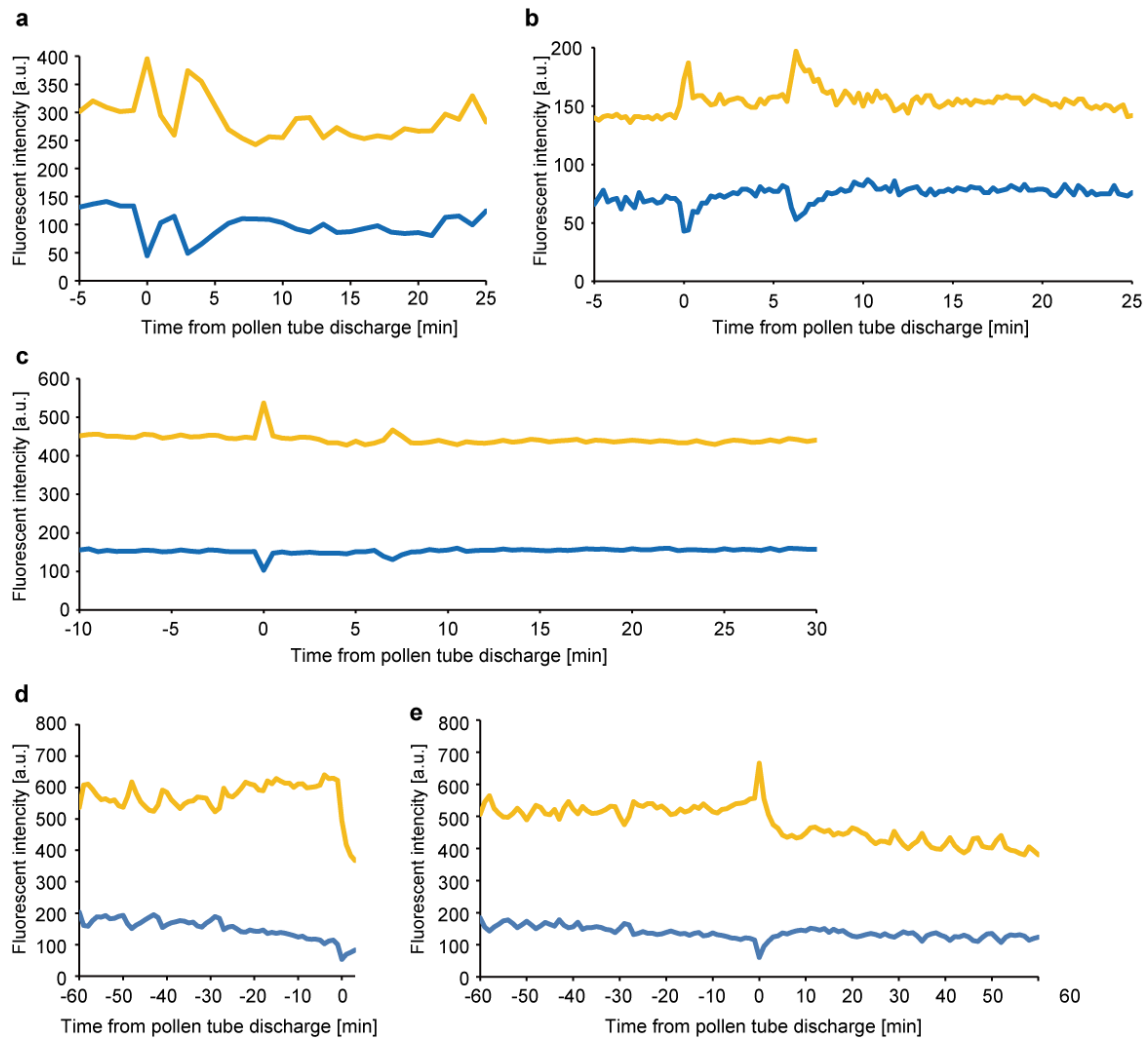 a
Fluorescent intencity [a.u.]
400
350
300
250
200
150
100
50
0
-5 0 5 10 15 20 25
Time from pollen tube discharge [min]
b
Fluorescent intencity [a.u.]
200
150
100
50
0
-5 0 5 10 15 20 25
Time from pollen tube discharge [min]
c
Fluorescent intencity [a.u.]
600
500
400
300
200
100
0
-10 -5 0 5 10 15 20 25 30
Time from pollen tube discharge [min]
d
Fluorescent intencity [a.u.]
800
700
600
500
400
300
200
100
0
-60 -50 -40 -30 -20 -10 0
Time from pollen tube discharge [min]
e
Fluorescent intencity [a.u.]
800
700
600
500
400
300
200
100
0
-60 -50 -40 -30 -20 -10 0 10 20 30 40 50 60
Time from pollen tube discharge [min]